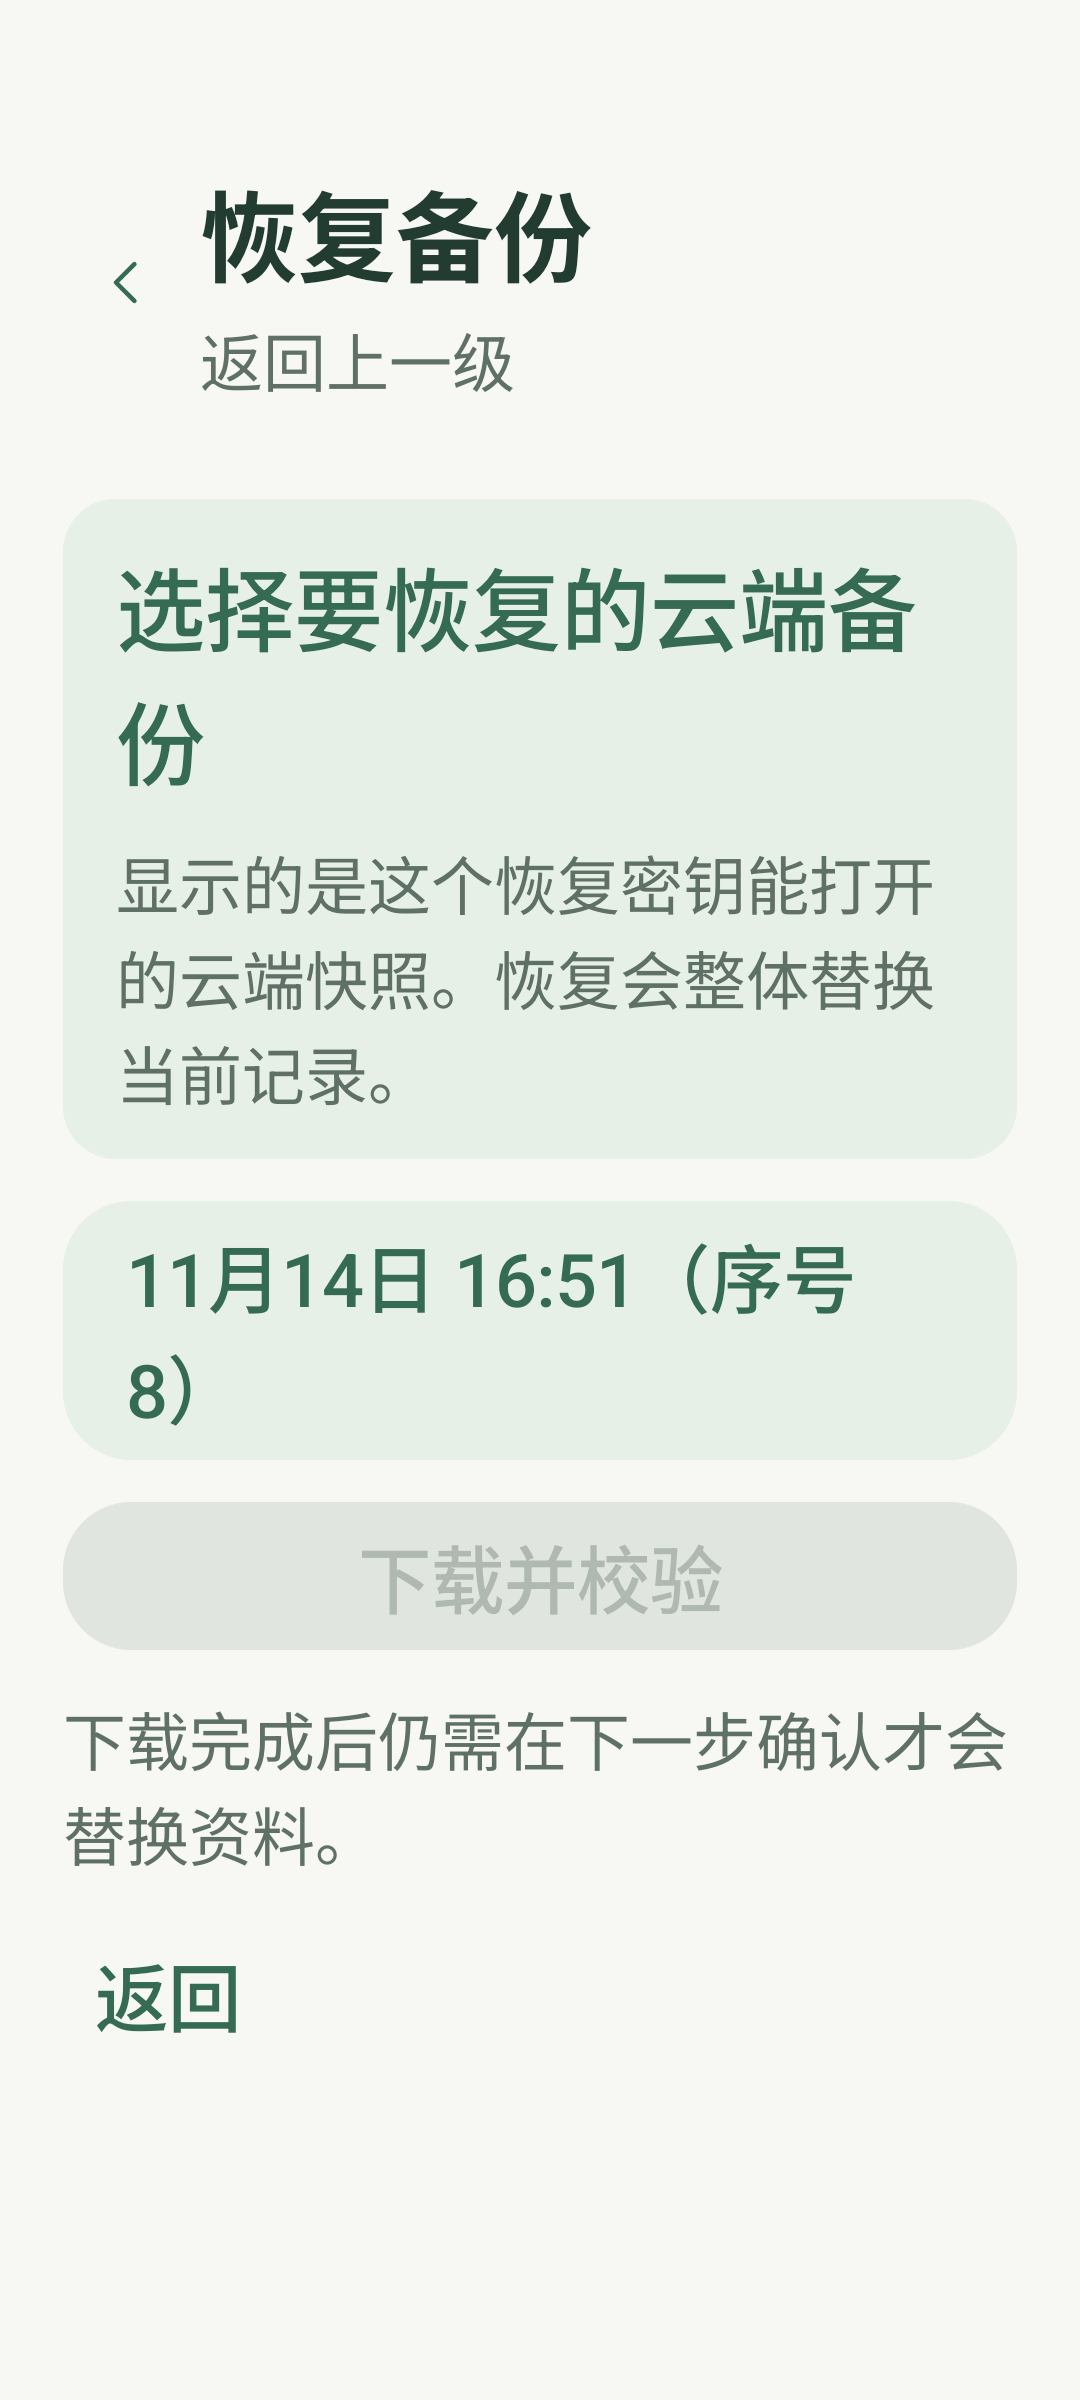 恢复备份
返回上一级
选择要恢复的云端备
份
显示的是这个恢复密钥能打开
的云端快照。恢复会整体替换
当前记录。
11月14日 16:51（序号
8）
下载并校验
下载完成后仍需在下一步确认才会
替换资料。
返回